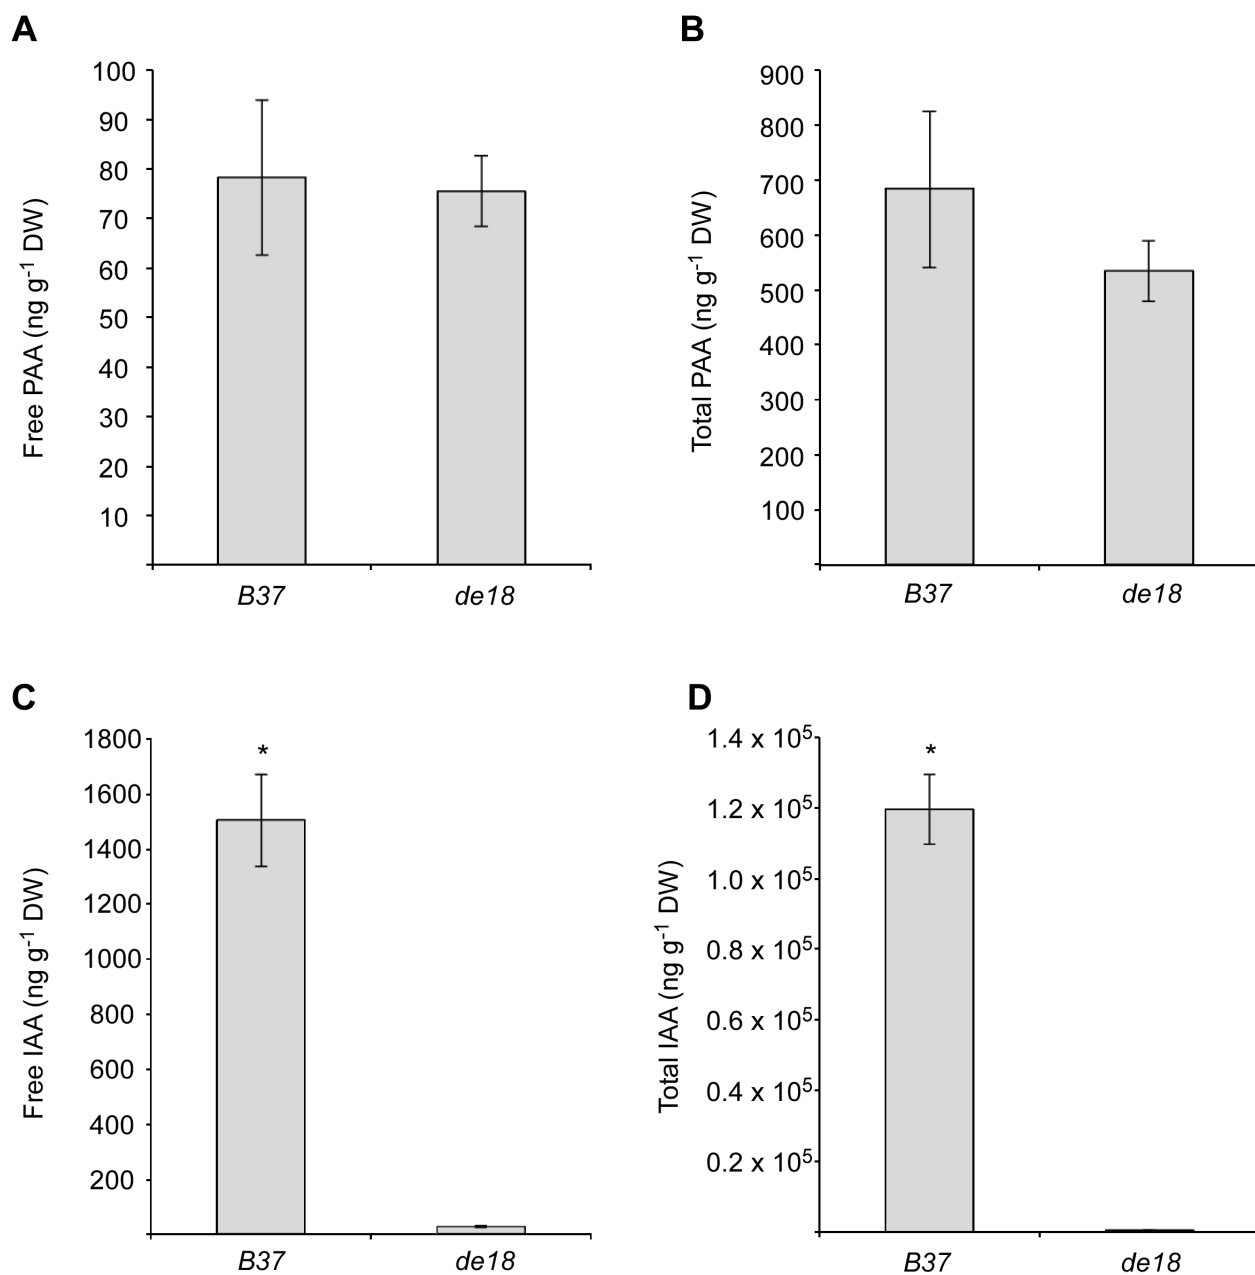 A
Free PAA (ng g⁻¹ DW)
100
90
80
70
60
50
40
30
20
10
B37 de18
B
Total PAA (ng g⁻¹ DW)
900
800
700
600
500
400
300
200
100
B37 de18
C
Free IAA (ng g⁻¹ DW)
1800
1600
1400
1200
1000
800
600
400
200
*
B37 de18
D
Total IAA (ng g⁻¹ DW)
1.4 x 10⁵
1.2 x 10⁵
1.0 x 10⁵
0.8 x 10⁵
0.6 x 10⁵
0.4 x 10⁵
0.2 x 10⁵
*
B37 de18